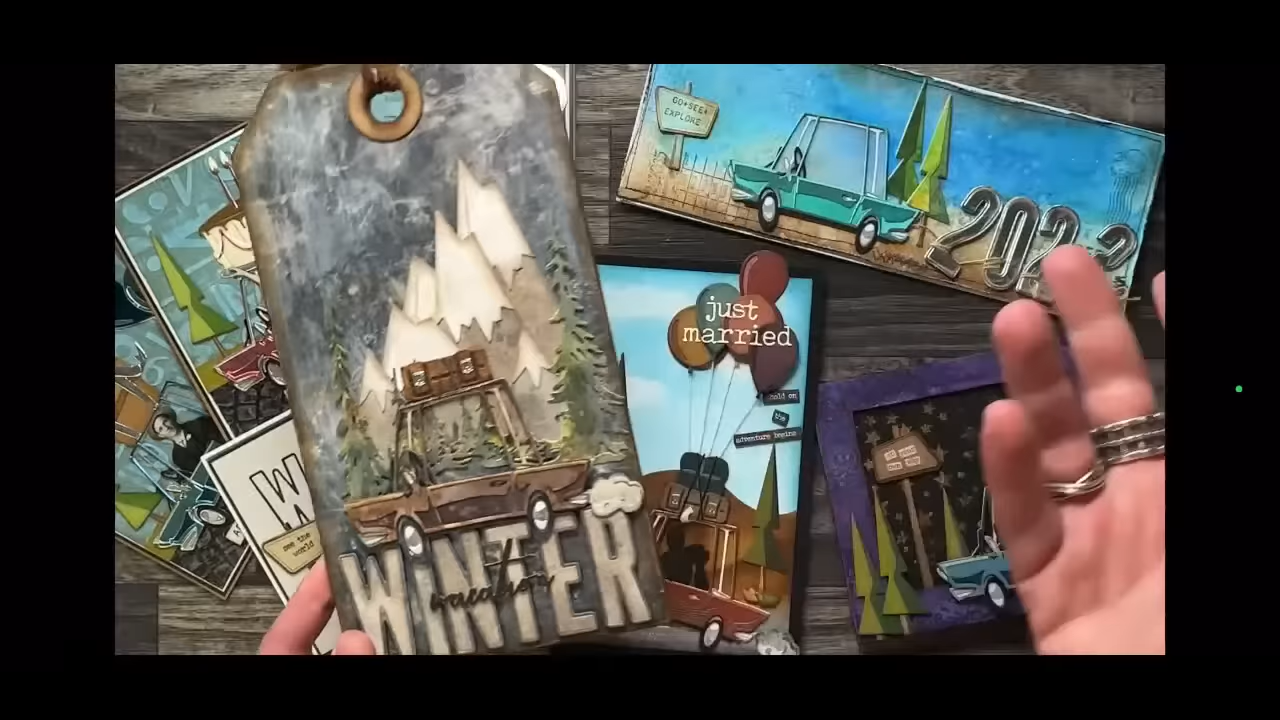 GO+SEE+
EXPLORE
202
just
married
hold on
the
adventure begins
W
see the
world
WINTER
vacation